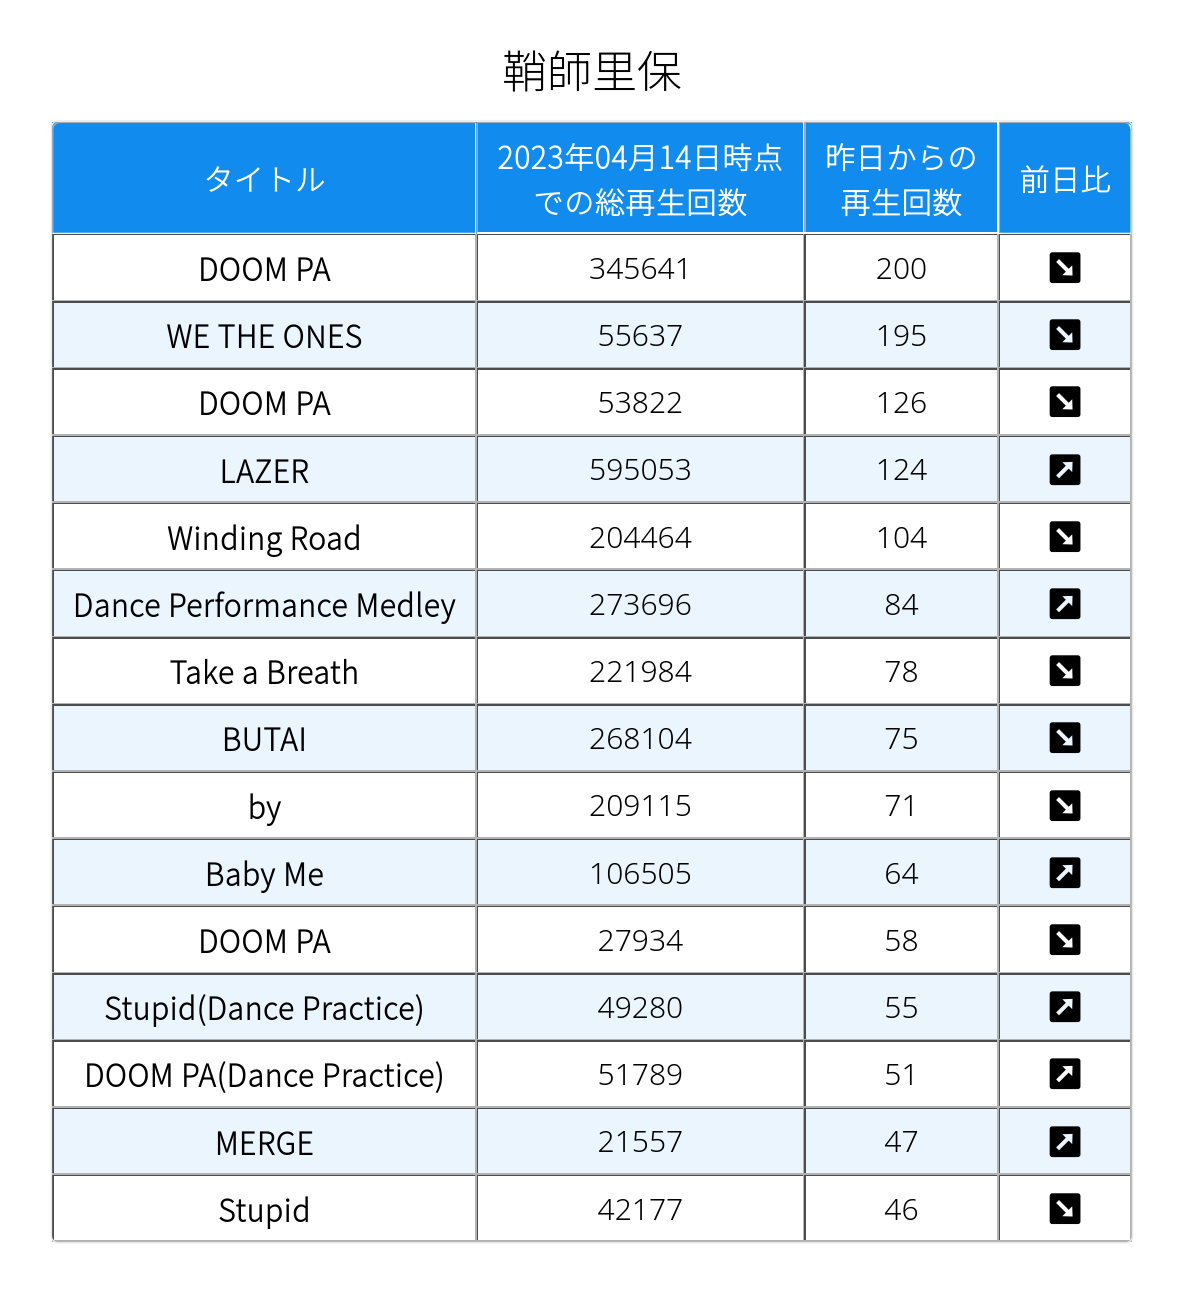 鞘師里保
タイトル
2023年04月14日時点
での総再生回数
昨日からの
再生回数
前日比
DOOM PA 345641 200 ↘
WE THE ONES 55637 195 ↘
DOOM PA 53822 126 ↘
LAZER 595053 124 ↗
Winding Road 204464 104 ↘
Dance Performance Medley 273696 84 ↗
Take a Breath 221984 78 ↘
BUTAI 268104 75 ↘
by 209115 71 ↘
Baby Me 106505 64 ↗
DOOM PA 27934 58 ↘
Stupid(Dance Practice) 49280 55 ↗
DOOM PA(Dance Practice) 51789 51 ↗
MERGE 21557 47 ↗
Stupid 42177 46 ↘